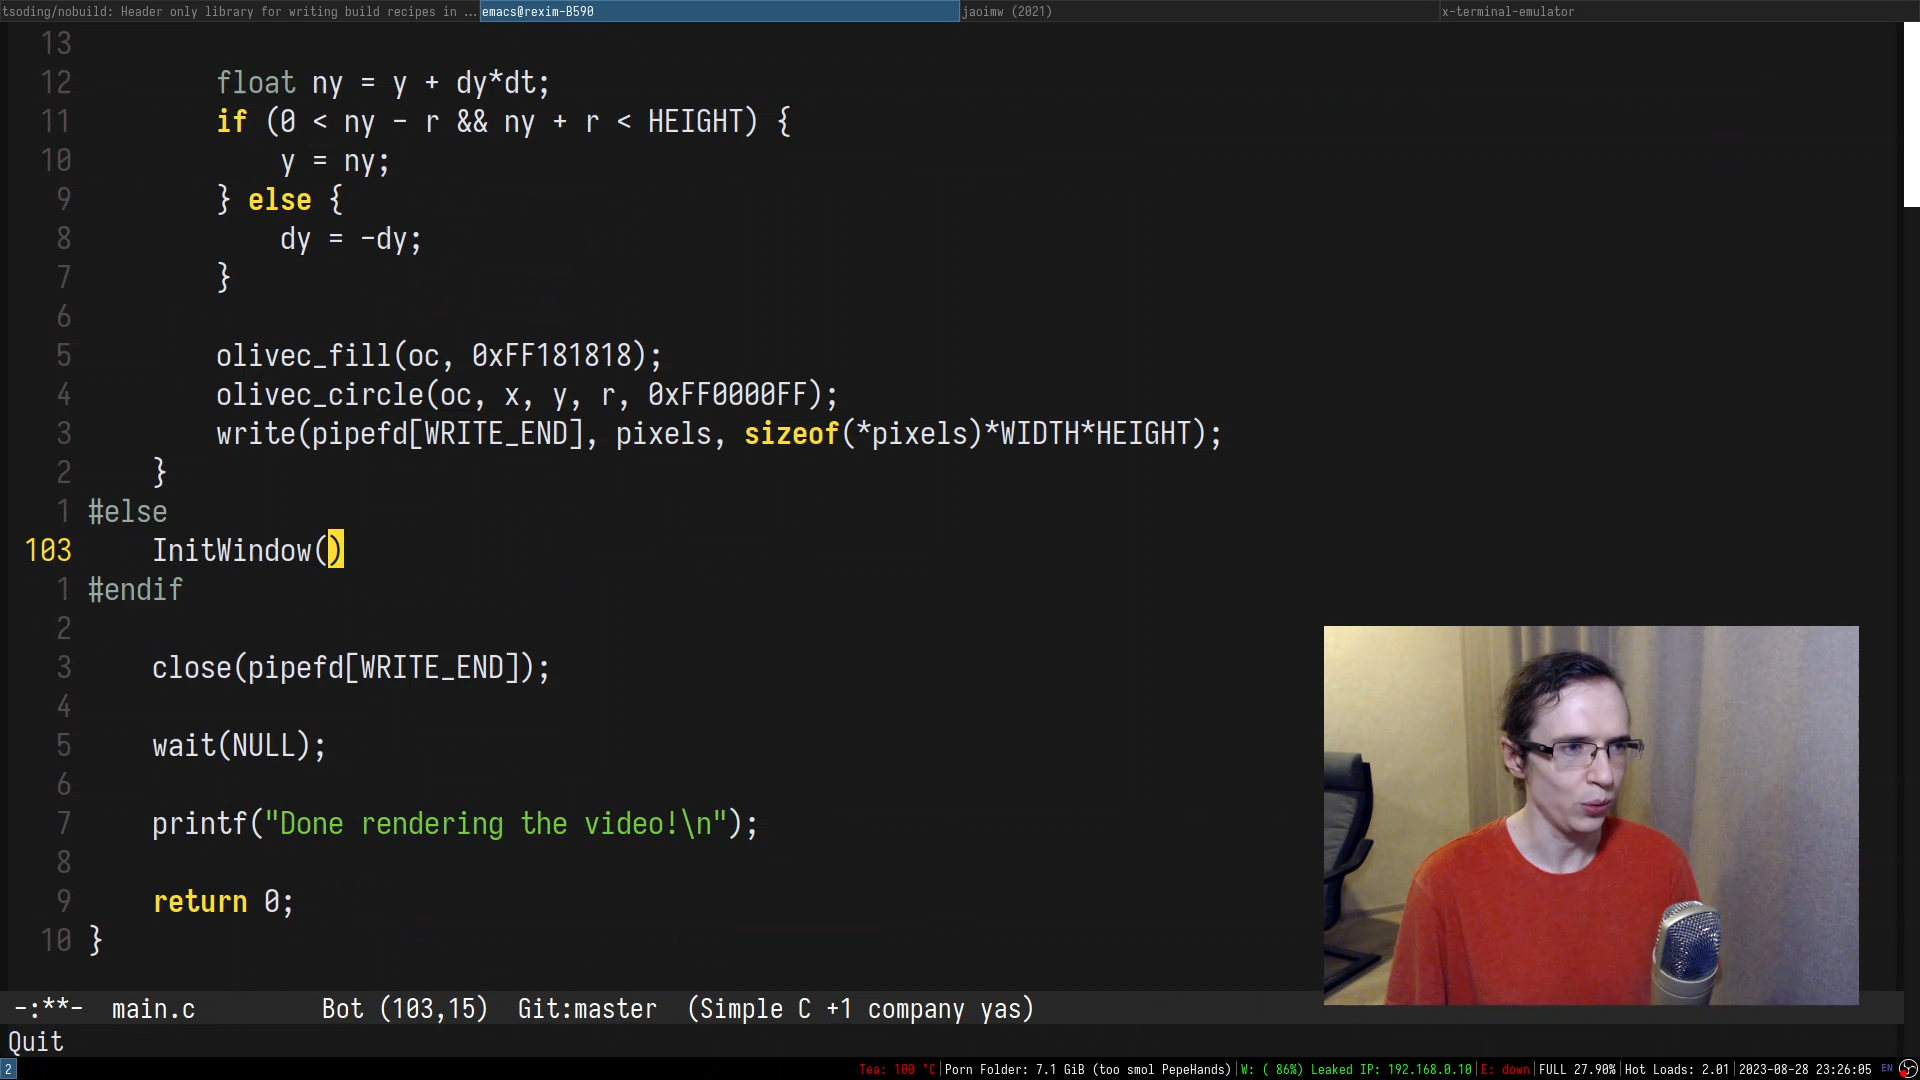 tsoding/nobuild: Header only library for writing build recipes in ...
emacs@rexim-B590
jaoimw (2021)
x-terminal-emulator
13
12 float ny = y + dy*dt;
11 if (0 < ny - r && ny + r < HEIGHT) {
10 y = ny;
9 } else {
8 dy = -dy;
7 }
6
5 olivec_fill(oc, 0xFF181818);
4 olivec_circle(oc, x, y, r, 0xFF0000FF);
3 write(pipefd[WRITE_END], pixels, sizeof(*pixels)*WIDTH*HEIGHT);
2 }
1 #else
103 InitWindow()
1 #endif
2
3 close(pipefd[WRITE_END]);
4
5 wait(NULL);
6
7 printf("Done rendering the video!\n");
8
9 return 0;
10 }
-:**- main.c Bot (103,15) Git:master (Simple C +1 company yas)
Quit
2 Tea: 100 °C|Porn Folder: 7.1 GiB (too smol PepeHands)|W: ( 86%) Leaked IP: 192.168.0.10|E: down|FULL 27.90%|Hot Loads: 2.01|2023-08-28 23:26:05 EN